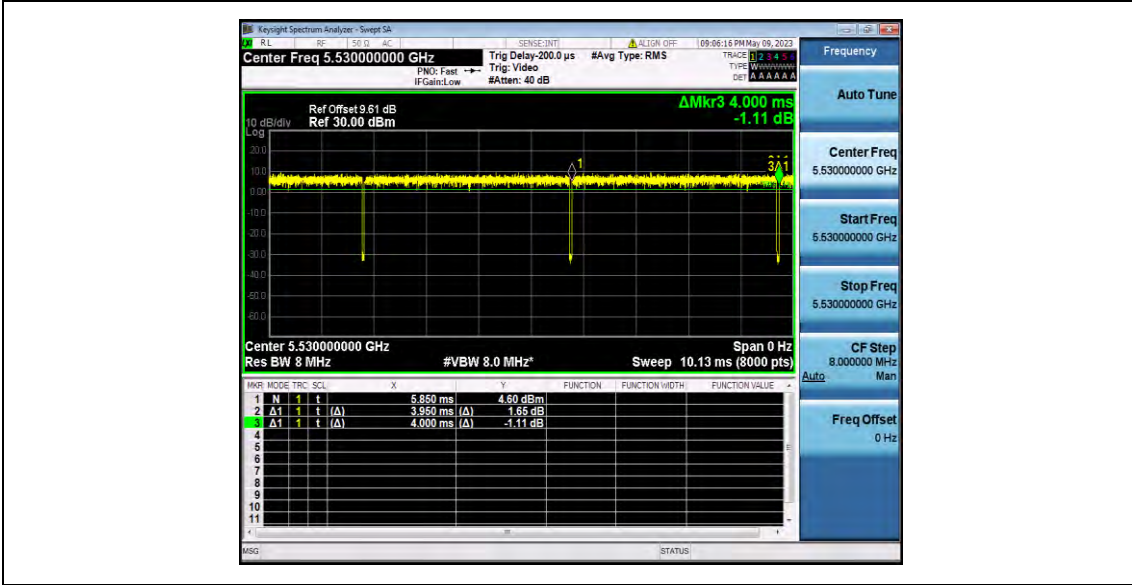 Keysight Spectrum Analyzer - Swept SA
RL RF 50 Ω AC SENSE:INT ALIGN OFF 09:06:16 PM May 09, 2023
Center Freq 5.530000000 GHz
PNO: Fast
IFGain:Low
Trig Delay-200.0 µs
Trig: Video
#Atten: 40 dB
#Avg Type: RMS
TRACE 1 2 3 4 5 6
TYPE WWWWWW
DET A A A A A A
ΔMkr3 4.000 ms
-1.11 dB
Ref Offset 9.61 dB
10 dB/div Ref 30.00 dBm
Log
20.0
10.0
0.00
-10.0
-20.0
-30.0
-40.0
-50.0
-60.0
1
3Δ1
Center 5.530000000 GHz Span 0 Hz
Res BW 8 MHz #VBW 8.0 MHz* Sweep 10.13 ms (8000 pts)
MKR MODE TRC SCL X Y FUNCTION FUNCTION WIDTH FUNCTION VALUE
1 N 1 t 5.850 ms 4.60 dBm
2 Δ1 1 t (Δ) 3.950 ms (Δ) 1.65 dB
3 Δ1 1 t (Δ) 4.000 ms (Δ) -1.11 dB
4
5
6
7
8
9
10
11
MSG STATUS
Frequency
Auto Tune
Center Freq
5.530000000 GHz
Start Freq
5.530000000 GHz
Stop Freq
5.530000000 GHz
CF Step
8.000000 MHz
Auto Man
Freq Offset
0 Hz